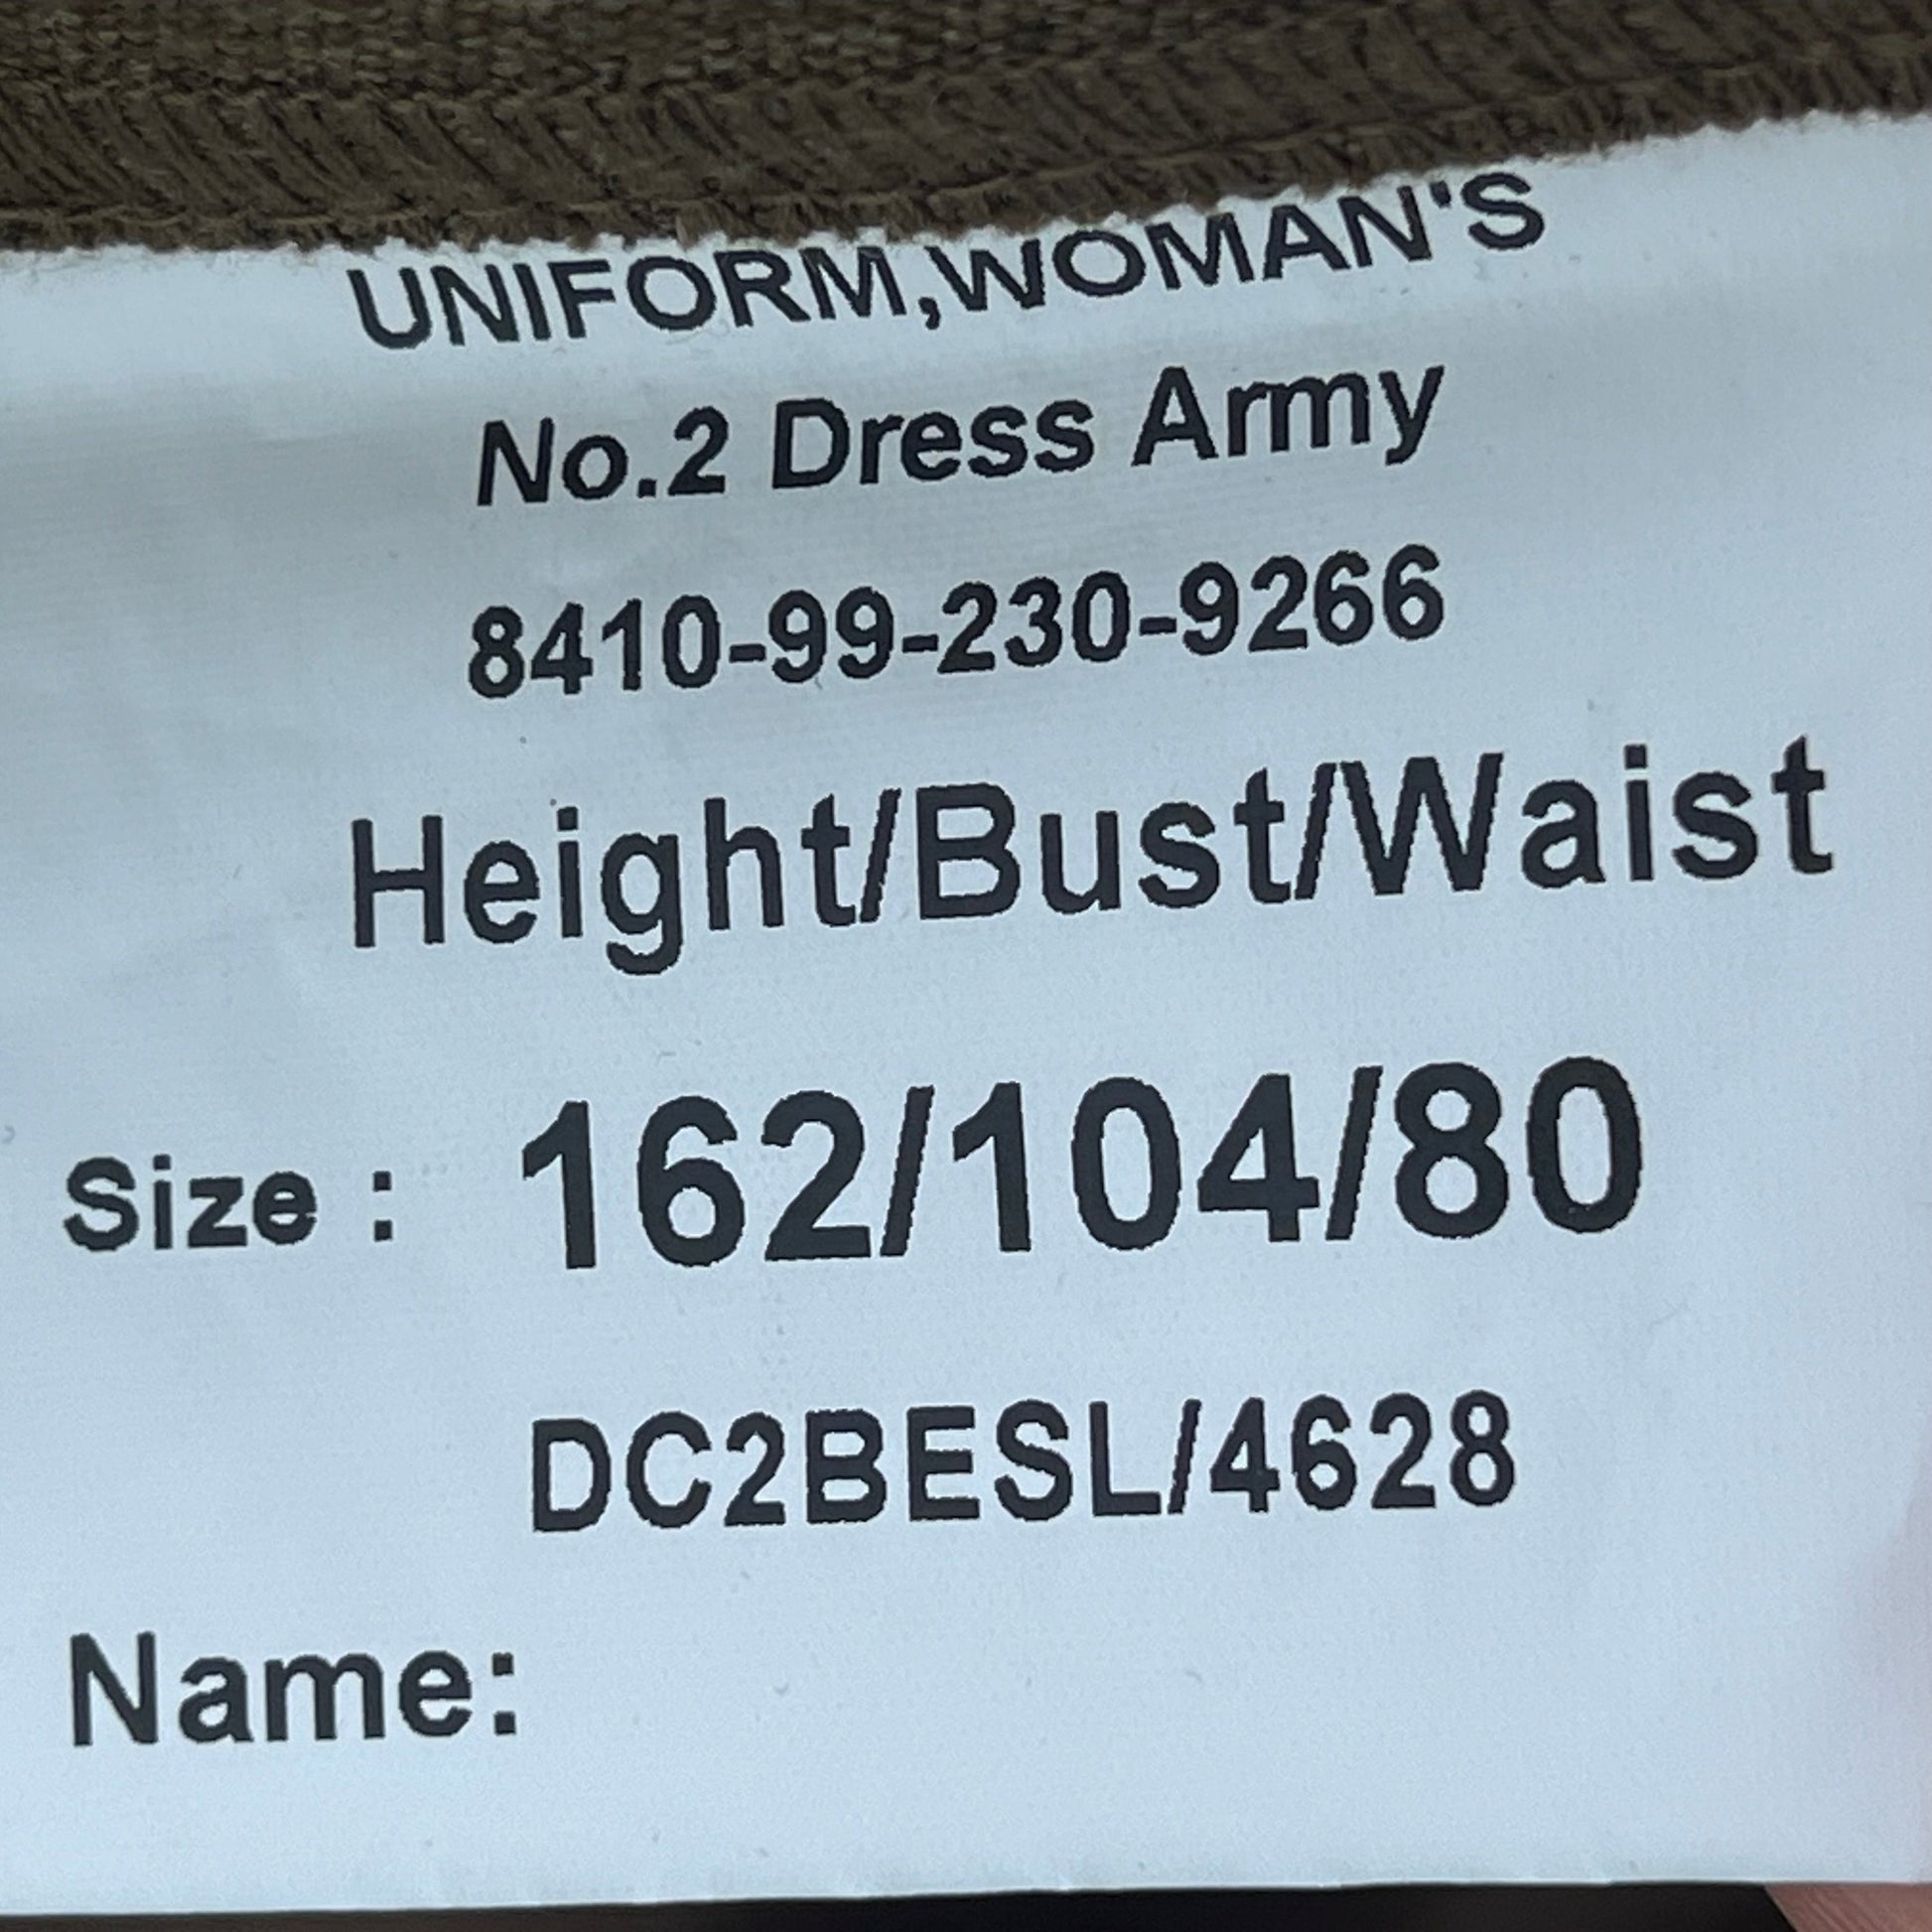 UNIFORM,WOMAN'S
No.2 Dress Army
8410-99-230-9266
Height/Bust/Waist
Size : 162/104/80
DC2BESL/4628
Name: